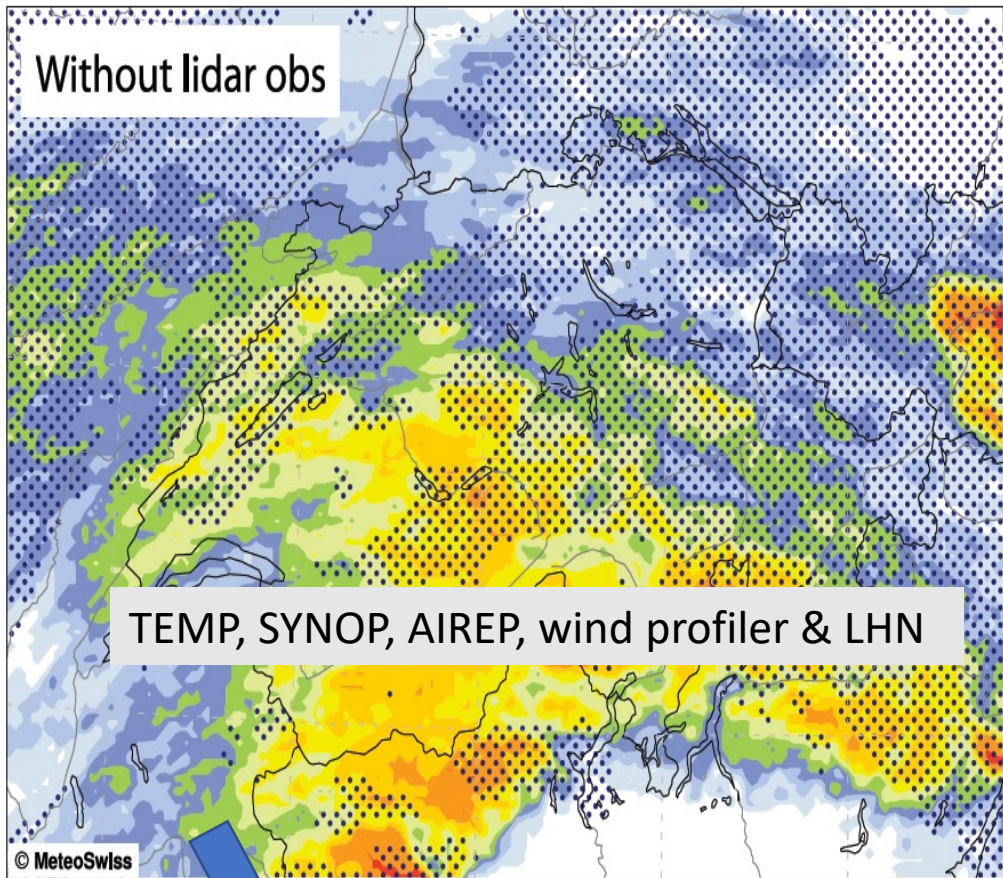 Without lidar obs
TEMP, SYNOP, AIREP, wind profiler & LHN
© MeteoSwiss